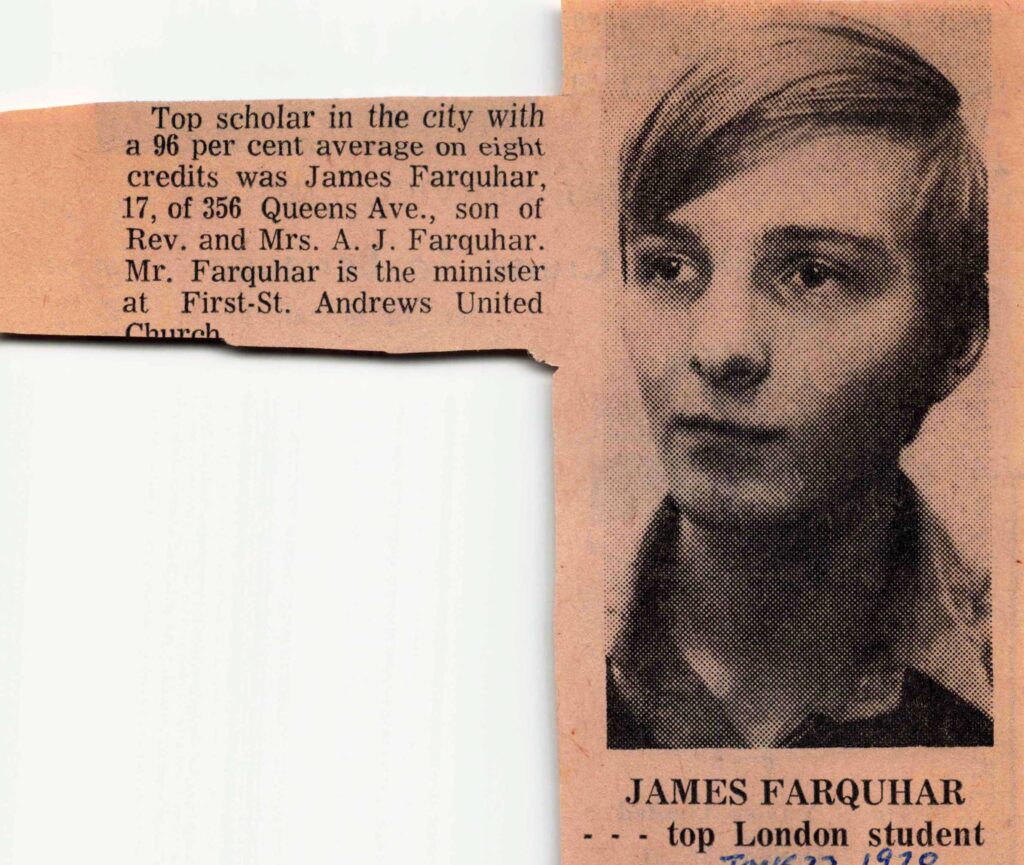 Top scholar in the city with
a 96 per cent average on eight
credits was James Farquhar,
17, of 356 Queens Ave., son of
Rev. and Mrs. A. J. Farquhar.
Mr. Farquhar is the minister
at First-St. Andrews United
Church
JAMES FARQUHAR
- - - top London student